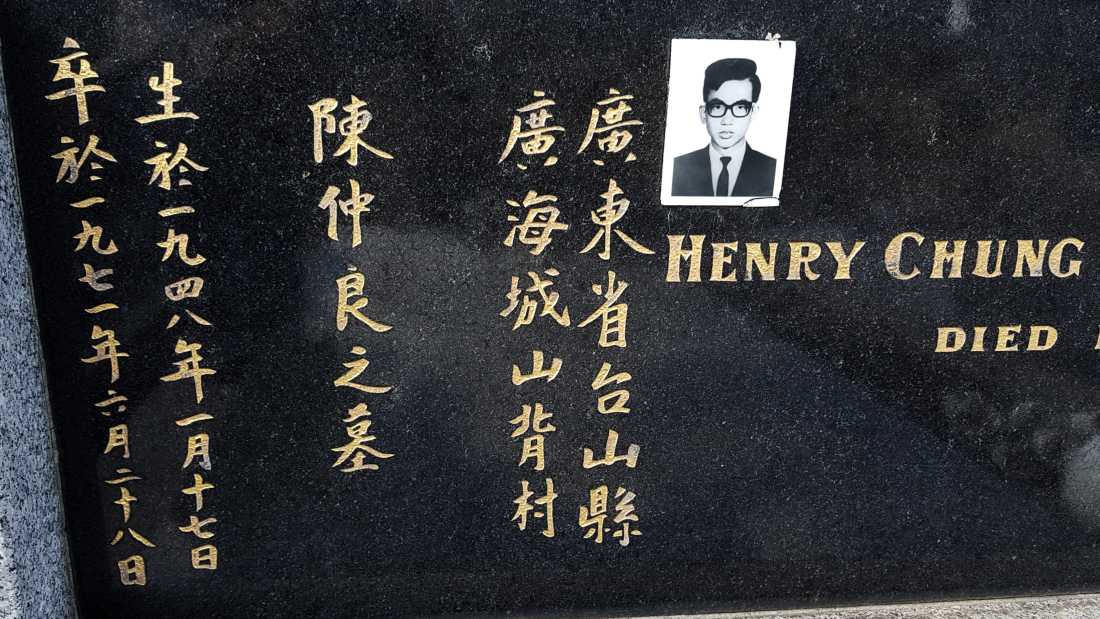 廣東省台山縣
廣海城山背村
陳仲良之墓
生於一九四八年一月十七日
卒於一九七一年六月二十八日
HENRY CHUNG
DIED